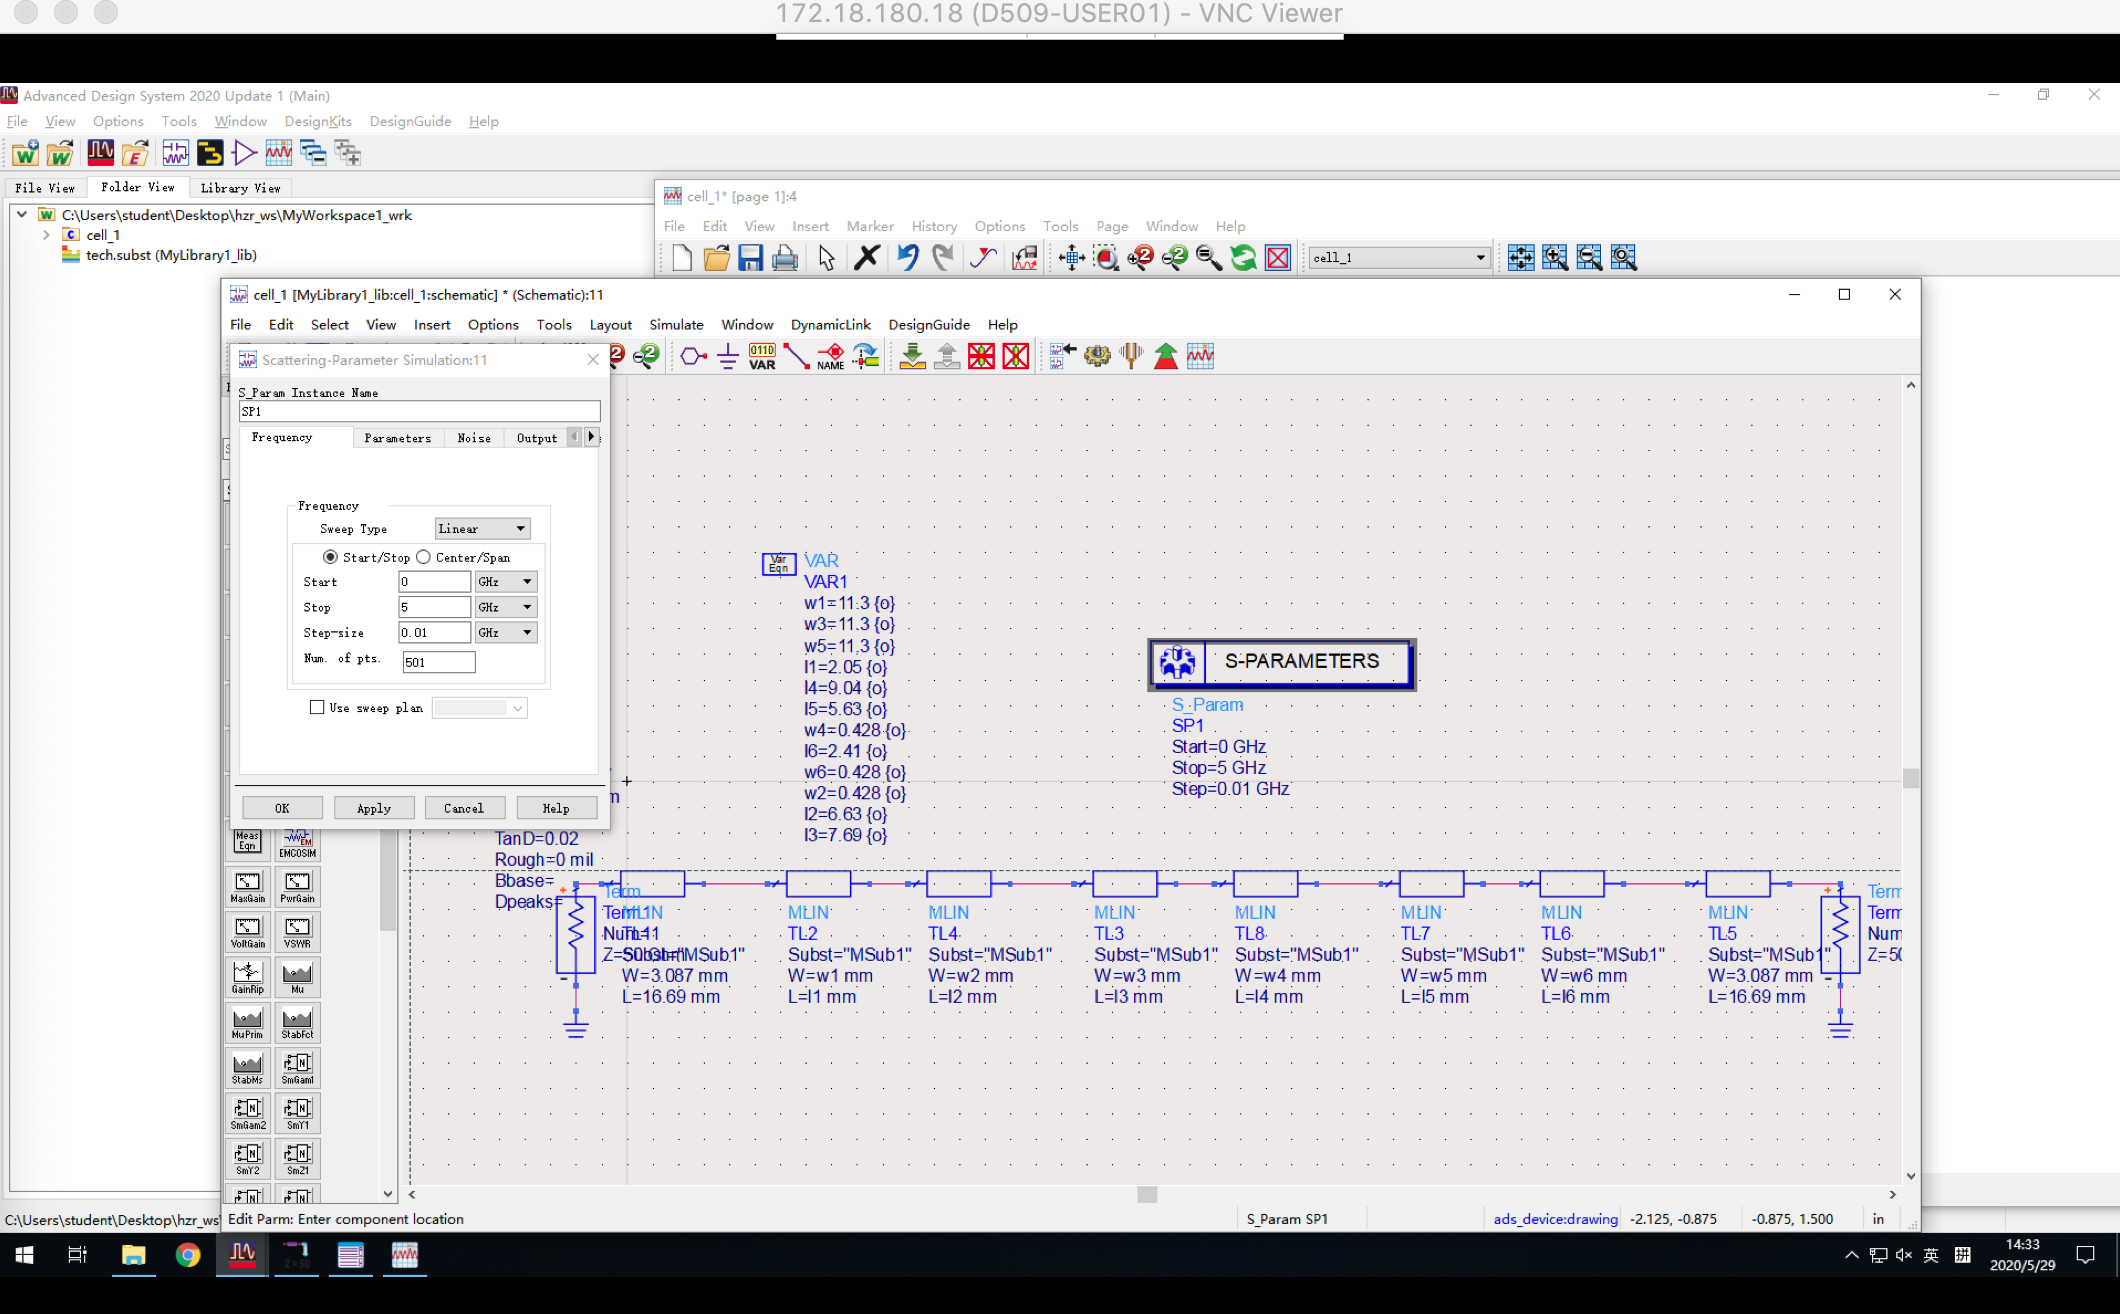 172.18.180.18 (D509-USER01) - VNC Viewer
Advanced Design System 2020 Update 1 (Main)
File View Options Tools Window DesignKits DesignGuide Help
File View Folder View Library View
C:\Users\student\Desktop\hzr_ws\MyWorkspace1_wrk
cell_1
tech.subst (MyLibrary1_lib)
cell_1* [page 1]:4
File Edit View Insert Marker History Options Tools Page Window Help
cell_1
cell_1 [MyLibrary1_lib:cell_1:schematic] * (Schematic):11
File Edit Select View Insert Options Tools Layout Simulate Window DynamicLink DesignGuide Help
0110
VAR
NAME
Scattering-Parameter Simulation:11
S_Param Instance Name
SP1
Frequency Parameters Noise Output
Frequency
Sweep Type Linear
Start/Stop Center/Span
Start 0 GHz
Stop 5 GHz
Step-size 0.01 GHz
Num. of pts. 501
Use sweep plan
OK Apply Cancel Help
Var
Eqn
VAR
VAR1
w1=11.3 {o}
w3=11.3 {o}
w5=11.3 {o}
l1=2.05 {o}
l4=9.04 {o}
l5=5.63 {o}
w4=0.428 {o}
l6=2.41 {o}
w6=0.428 {o}
w2=0.428 {o}
l2=6.63 {o}
l3=7.69 {o}
S-PARAMETERS
S_Param
SP1
Start=0 GHz
Stop=5 GHz
Step=0.01 GHz
m
TanD=0.02
Rough=0 mil
Bbase=
Dpeaks=
Term
Term1
Num=1
Z=50 Ohm
MLIN
TL1
Subst="MSub1"
W=3.087 mm
L=16.69 mm
MLIN
TL2
Subst="MSub1"
W=w1 mm
L=l1 mm
MLIN
TL4
Subst="MSub1"
W=w2 mm
L=l2 mm
MLIN
TL3
Subst="MSub1"
W=w3 mm
L=l3 mm
MLIN
TL8
Subst="MSub1"
W=w4 mm
L=l4 mm
MLIN
TL7
Subst="MSub1"
W=w5 mm
L=l5 mm
MLIN
TL6
Subst="MSub1"
W=w6 mm
L=l6 mm
MLIN
TL5
Subst="MSub1"
W=3.087 mm
L=16.69 mm
Term
Term
Num
Z=50
Meas
Eqn
EMCOSIM
MaxGain PwrGain
VoltGain VSWR
GainRip Mu
MuPrim StabFct
StabMs SmGam1
SmGam2 SmY1
SmY2 SmZ1
C:\Users\student\Desktop\hzr_ws\
Edit Parm: Enter component location
S_Param SP1
ads_device:drawing -2.125, -0.875 -0.875, 1.500 in
英 拼
14:33
2020/5/29